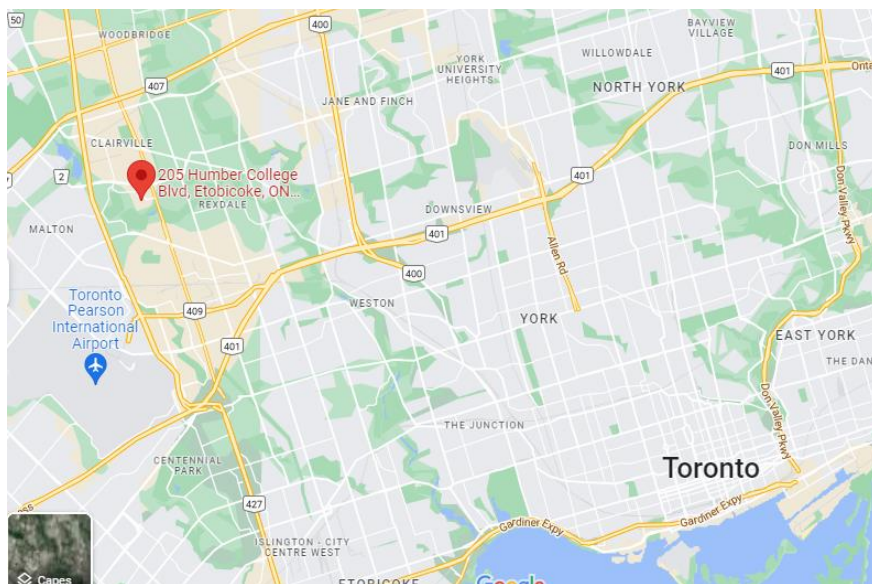 50
WOODBRIDGE
400
BAYVIEW
VILLAGE
YORK
UNIVERSITY
HEIGHTS
WILLOWDALE
401
407
NORTH YORK
JANE AND FINCH
CLAIRVILLE
DON MILLS
2
205 Humber College
Blvd, Etobicoke, ON...
REXDALE
401
DOWNSVIEW
MALTON
401
Don Valley Pkwy
Allen Rd
400
Toronto
Pearson
International
Airport
WESTON
409
YORK
EAST YORK
401
THE DAN
Don Valley Pkwy
THE JUNCTION
CENTENNIAL
PARK
Toronto
427
Gardiner Expy
Gardiner Expy
ISLINGTON - CITY
CENTRE WEST
Capes
ETOBICOKE
Google